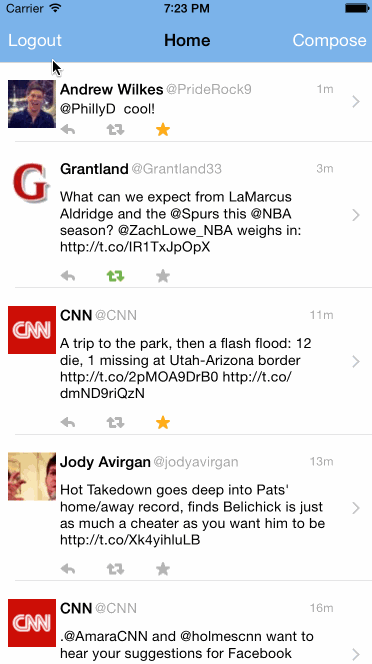 Carrier 7:23 PM
Logout Home Compose
Andrew Wilkes @PrideRock9 1m
@PhillyD cool!
G
Grantland @Grantland33 3m
What can we expect from LaMarcus
Aldridge and the @Spurs this @NBA
season? @ZachLowe_NBA weighs in:
http://t.co/IR1TxJpOpX
CNN
CNN @CNN 11m
A trip to the park, then a flash flood: 12
die, 1 missing at Utah-Arizona border
http://t.co/2pMOA9DrB0 http://t.co/
dmND9riQzN
Jody Avirgan @jodyavirgan 13m
Hot Takedown goes deep into Pats'
home/away record, finds Belichick is just
as much a cheater as you want him to be
http://t.co/Xk4yihluLB
CNN
CNN @CNN 16m
.@AmaraCNN and @holmescnn want to
hear your suggestions for Facebook